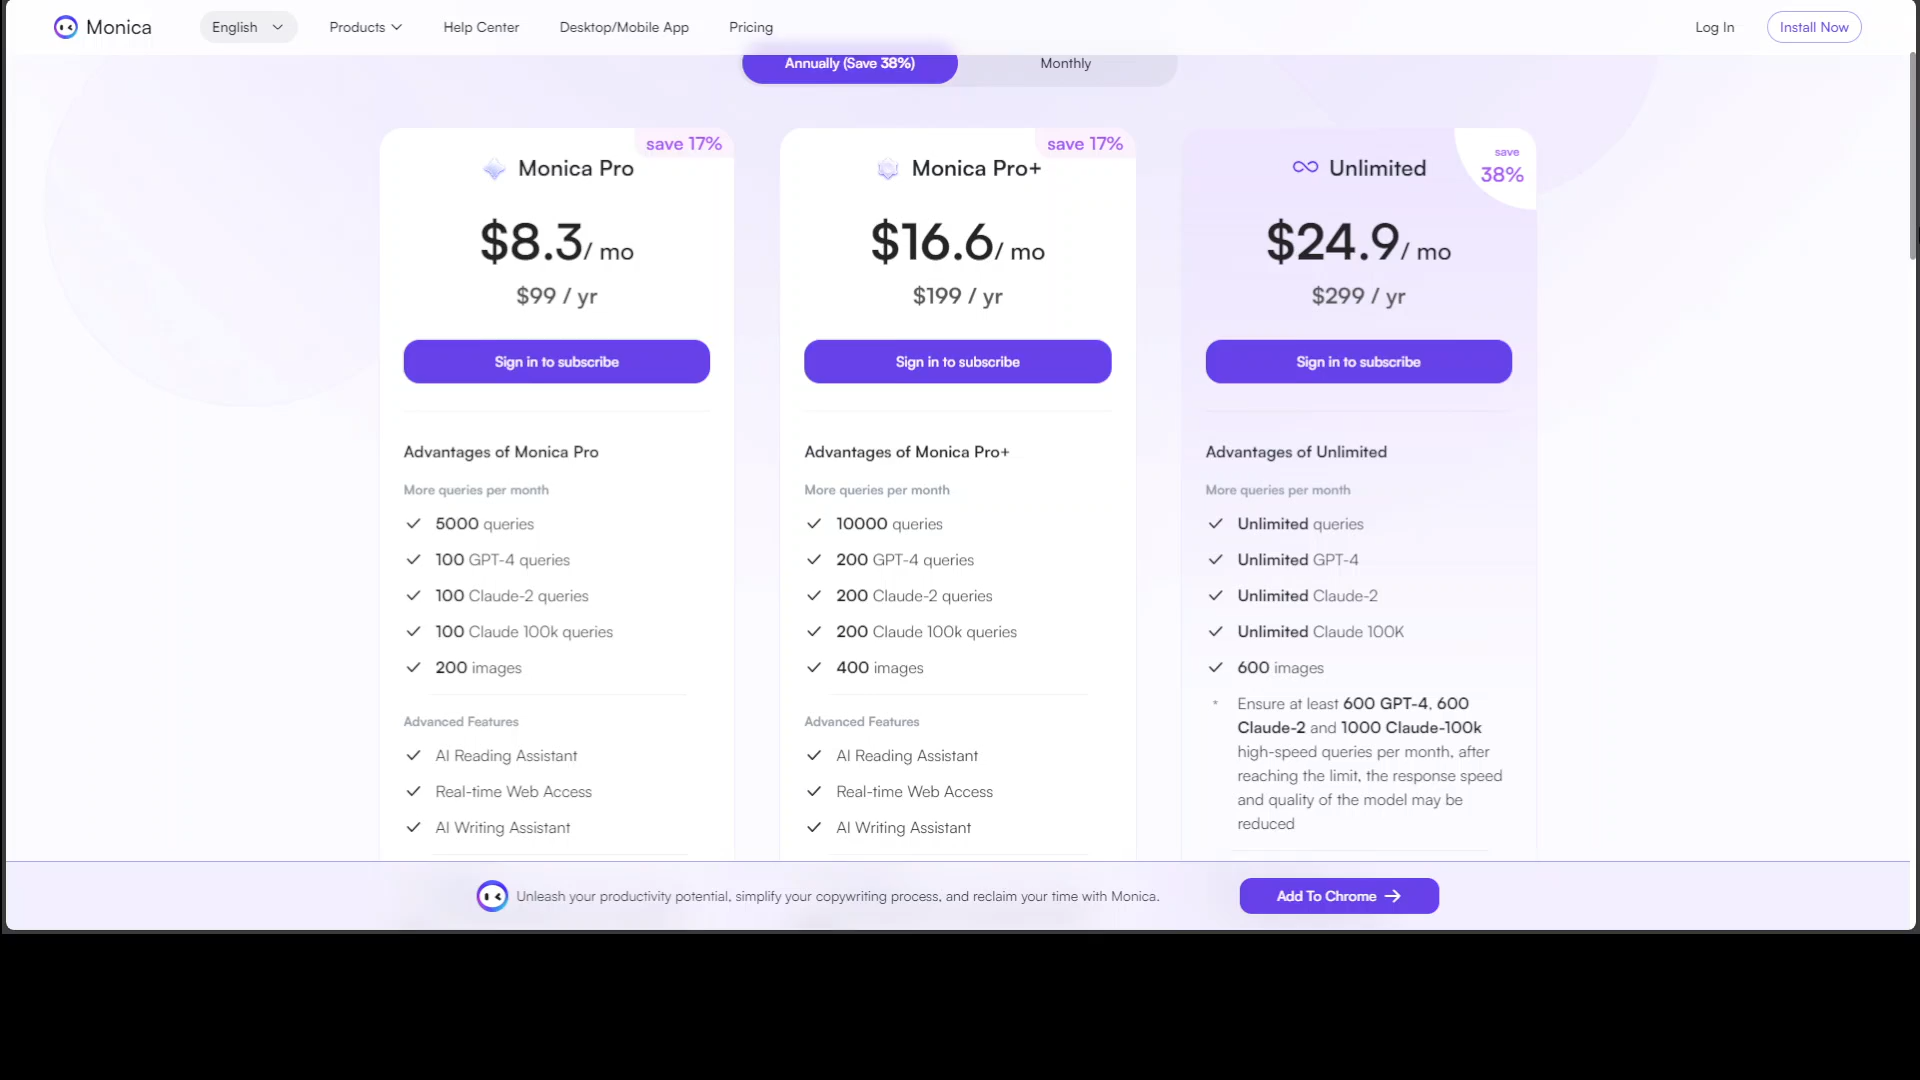 Monica
English
Products
Help Center
Desktop/Mobile App
Pricing
Log In
Install Now
Annually (Save 38%)
Monthly
save 17%
Monica Pro
$8.3/ mo
$99 / yr
Sign in to subscribe
Advantages of Monica Pro
More queries per month
5000 queries
100 GPT-4 queries
100 Claude-2 queries
100 Claude 100k queries
200 images
Advanced Features
AI Reading Assistant
Real-time Web Access
AI Writing Assistant
save 17%
Monica Pro+
$16.6/ mo
$199 / yr
Sign in to subscribe
Advantages of Monica Pro+
More queries per month
10000 queries
200 GPT-4 queries
200 Claude-2 queries
200 Claude 100k queries
400 images
Advanced Features
AI Reading Assistant
Real-time Web Access
AI Writing Assistant
save
38%
Unlimited
$24.9/ mo
$299 / yr
Sign in to subscribe
Advantages of Unlimited
More queries per month
Unlimited queries
Unlimited GPT-4
Unlimited Claude-2
Unlimited Claude 100K
600 images
* Ensure at least 600 GPT-4, 600
Claude-2 and 1000 Claude-100k
high-speed queries per month, after
reaching the limit, the response speed
and quality of the model may be
reduced
Unleash your productivity potential, simplify your copywriting process, and reclaim your time with Monica.
Add To Chrome →